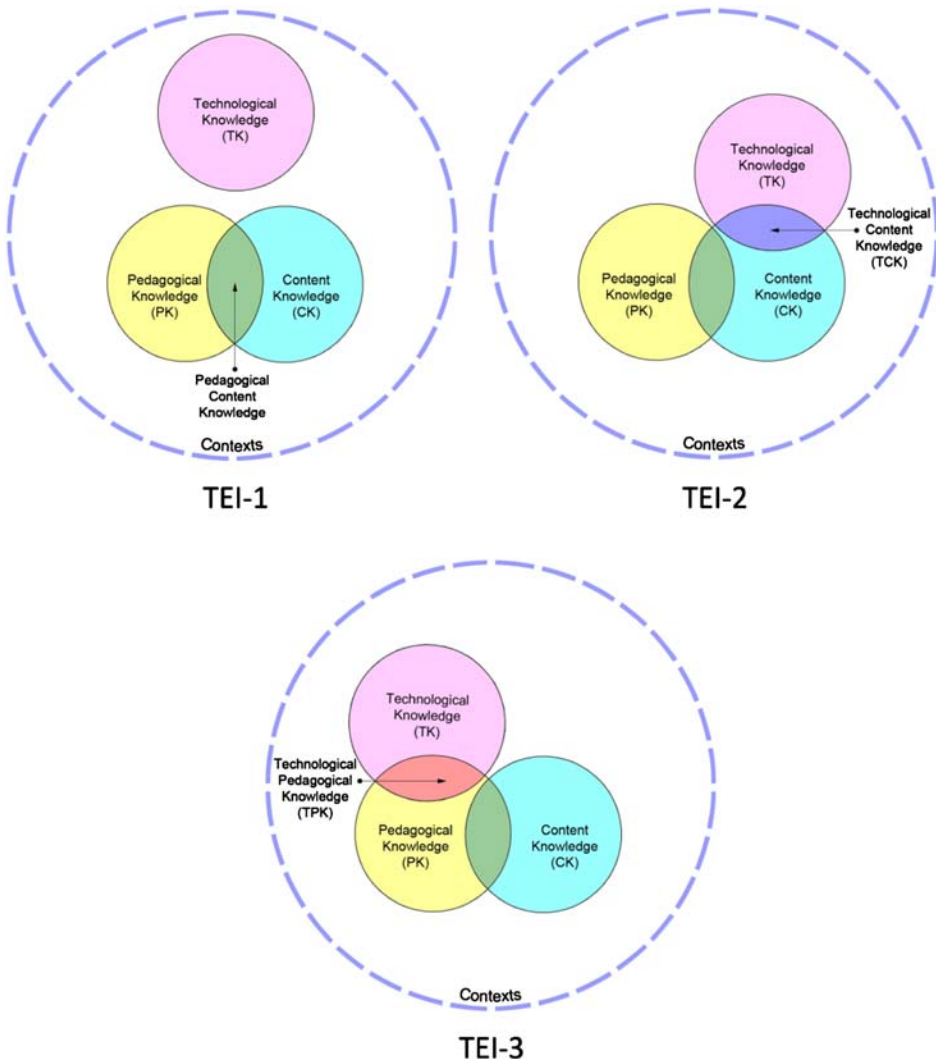 Technological
Knowledge
(TK)
Pedagogical
Knowledge
(PK)
Content
Knowledge
(CK)
Pedagogical
Content
Knowledge
Contexts
TEI-1
Technological
Knowledge
(TK)
Technological
Content
Knowledge
(TCK)
Pedagogical
Knowledge
(PK)
Content
Knowledge
(CK)
Contexts
TEI-2
Technological
Knowledge
(TK)
Technological
Pedagogical
Knowledge
(TPK)
Pedagogical
Knowledge
(PK)
Content
Knowledge
(CK)
Contexts
TEI-3